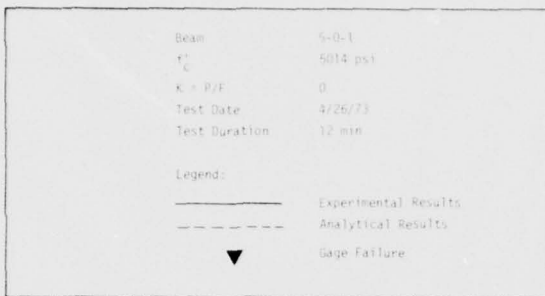 Beam 5-0-1
f'c 5014 psi
K = P/F 0
Test Date 4/26/73
Test Duration 12 min
Legend:
Experimental Results
Analytical Results
Gage Failure